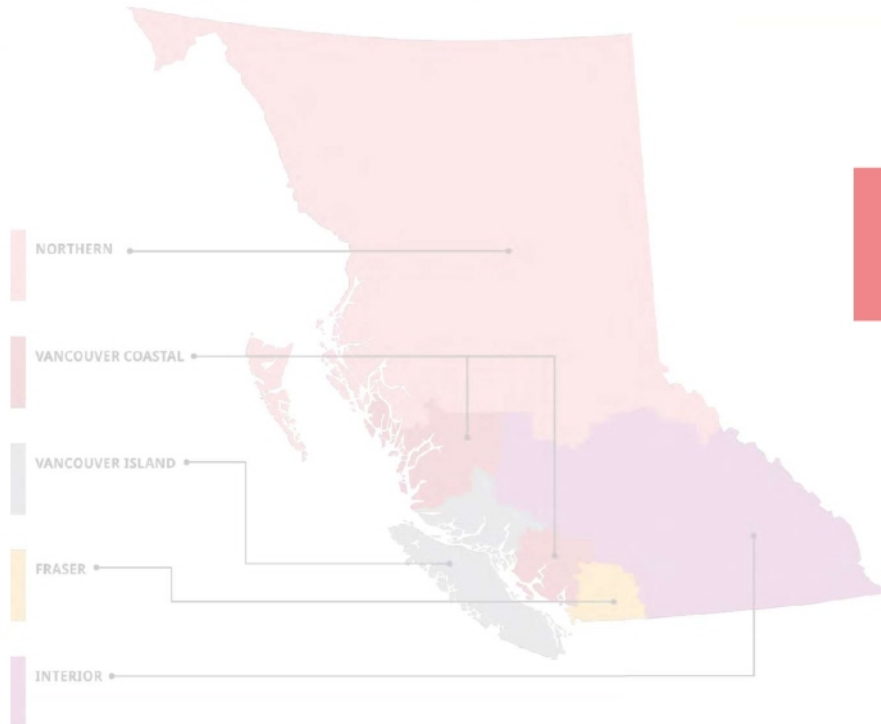 NORTHERN
VANCOUVER COASTAL
VANCOUVER ISLAND
FRASER
INTERIOR